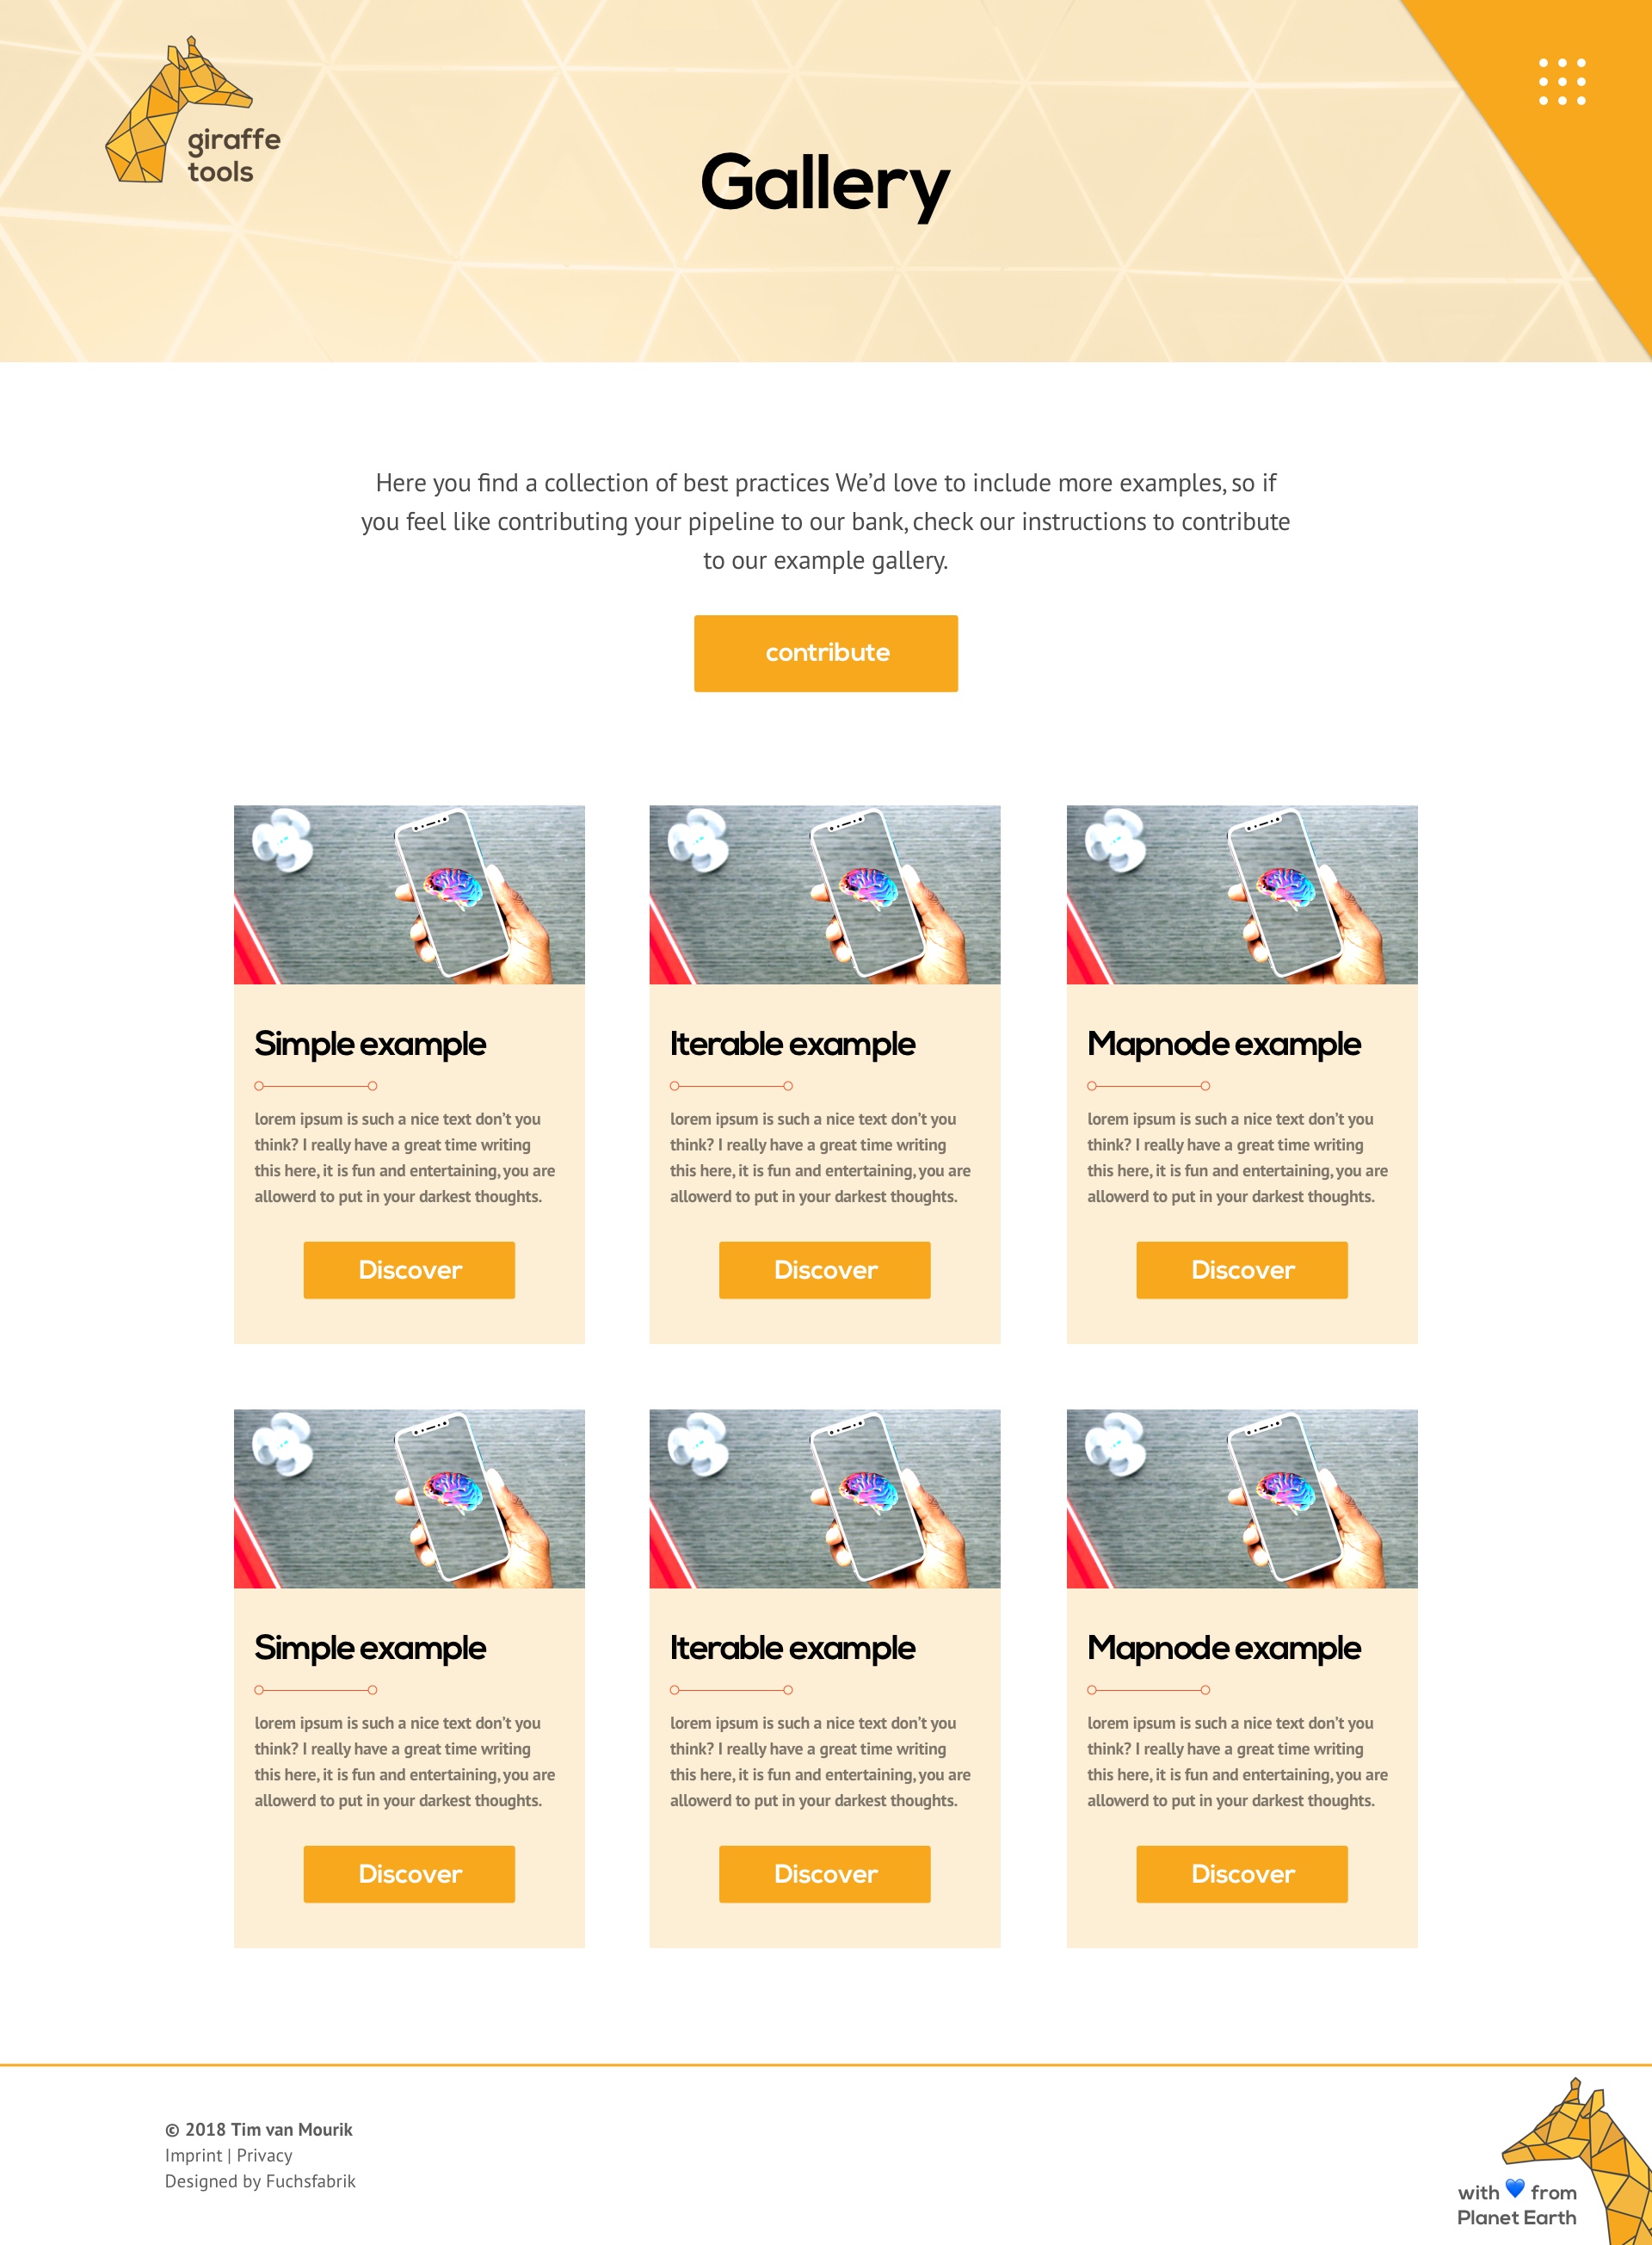 giraffe
tools
Gallery
Here you find a collection of best practices We’d love to include more examples, so if
you feel like contributing your pipeline to our bank, check our instructions to contribute
to our example gallery.
contribute
Simple example
lorem ipsum is such a nice text don’t you
think? I really have a great time writing
this here, it is fun and entertaining, you are
allowerd to put in your darkest thoughts.
Discover
Iterable example
lorem ipsum is such a nice text don’t you
think? I really have a great time writing
this here, it is fun and entertaining, you are
allowerd to put in your darkest thoughts.
Discover
Mapnode example
lorem ipsum is such a nice text don’t you
think? I really have a great time writing
this here, it is fun and entertaining, you are
allowerd to put in your darkest thoughts.
Discover
Simple example
lorem ipsum is such a nice text don’t you
think? I really have a great time writing
this here, it is fun and entertaining, you are
allowerd to put in your darkest thoughts.
Discover
Iterable example
lorem ipsum is such a nice text don’t you
think? I really have a great time writing
this here, it is fun and entertaining, you are
allowerd to put in your darkest thoughts.
Discover
Mapnode example
lorem ipsum is such a nice text don’t you
think? I really have a great time writing
this here, it is fun and entertaining, you are
allowerd to put in your darkest thoughts.
Discover
© 2018 Tim van Mourik
Imprint | Privacy
Designed by Fuchsfabrik
with 💙 from
Planet Earth